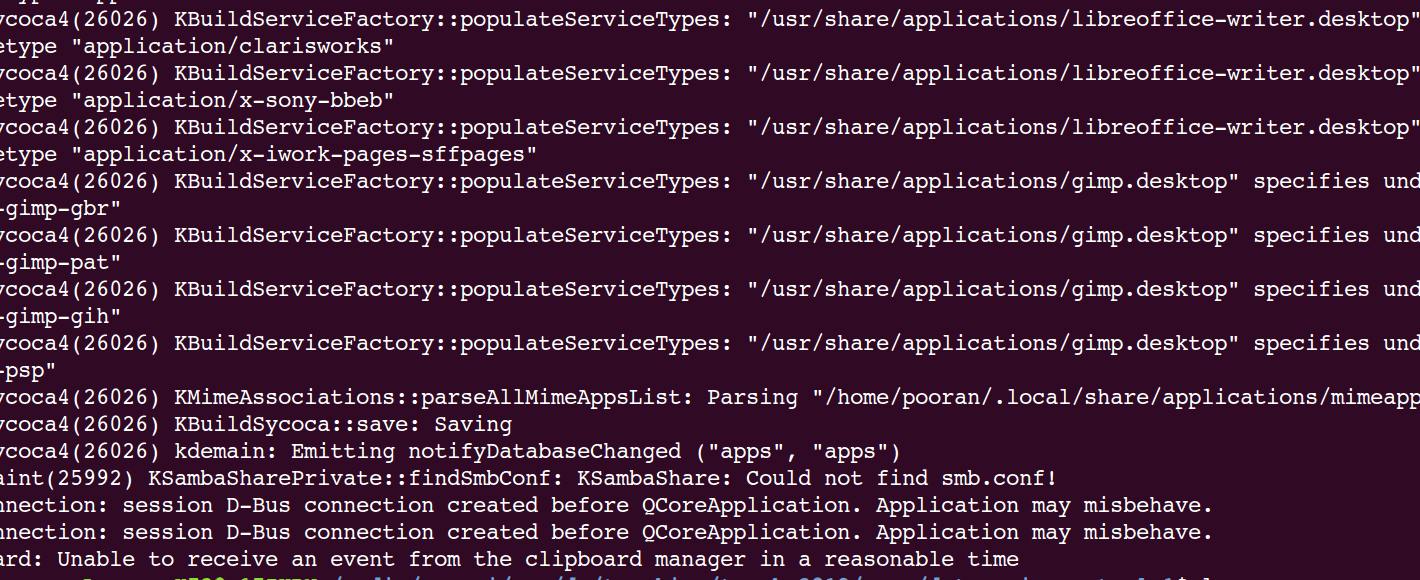 ycoca4(26026) KBuildServiceFactory::populateServiceTypes: "/usr/share/applications/libreoffice-writer.desktop"
etype "application/clarisworks"
ycoca4(26026) KBuildServiceFactory::populateServiceTypes: "/usr/share/applications/libreoffice-writer.desktop"
etype "application/x-sony-bbeb"
ycoca4(26026) KBuildServiceFactory::populateServiceTypes: "/usr/share/applications/libreoffice-writer.desktop"
etype "application/x-iwork-pages-sffpages"
ycoca4(26026) KBuildServiceFactory::populateServiceTypes: "/usr/share/applications/gimp.desktop" specifies und
-gimp-gbr"
ycoca4(26026) KBuildServiceFactory::populateServiceTypes: "/usr/share/applications/gimp.desktop" specifies und
-gimp-pat"
ycoca4(26026) KBuildServiceFactory::populateServiceTypes: "/usr/share/applications/gimp.desktop" specifies und
-gimp-gih"
ycoca4(26026) KBuildServiceFactory::populateServiceTypes: "/usr/share/applications/gimp.desktop" specifies und
-psp"
ycoca4(26026) KMimeAssociations::parseAllMimeAppsList: Parsing "/home/pooran/.local/share/applications/mimeapp
ycoca4(26026) KBuildSycoca::save: Saving
ycoca4(26026) kdemain: Emitting notifyDatabaseChanged ("apps", "apps")
aint(25992) KSambaSharePrivate::findSmbConf: KSambaShare: Could not find smb.conf!
nnection: session D-Bus connection created before QCoreApplication. Application may misbehave.
nnection: session D-Bus connection created before QCoreApplication. Application may misbehave.
ard: Unable to receive an event from the clipboard manager in a reasonable time